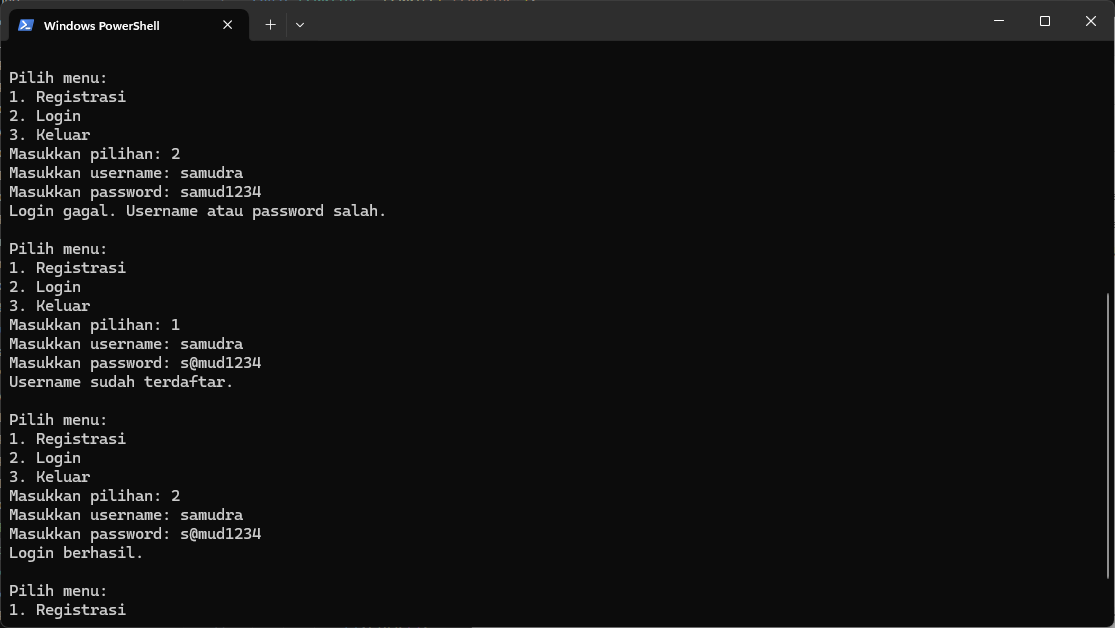 Windows PowerShell
Pilih menu:
1. Registrasi
2. Login
3. Keluar
Masukkan pilihan: 2
Masukkan username: samudra
Masukkan password: samud1234
Login gagal. Username atau password salah.
Pilih menu:
1. Registrasi
2. Login
3. Keluar
Masukkan pilihan: 1
Masukkan username: samudra
Masukkan password: s@mud1234
Username sudah terdaftar.
Pilih menu:
1. Registrasi
2. Login
3. Keluar
Masukkan pilihan: 2
Masukkan username: samudra
Masukkan password: s@mud1234
Login berhasil.
Pilih menu:
1. Registrasi